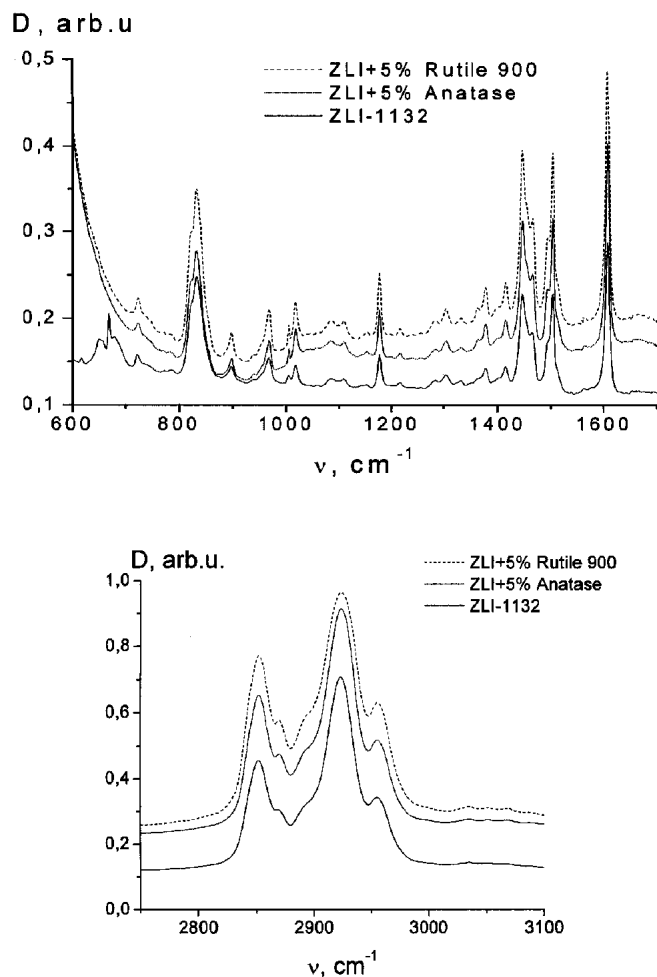 D, arb.u
0,5
ZLI+5% Rutile 900
ZLI+5% Anatase
ZLI-1132
0,4
0,3
0,2
0,1
600 800 1000 1200 1400 1600
ν, cm⁻¹
D, arb.u.
ZLI+5% Rutile 900
ZLI+5% Anatase
ZLI-1132
1,0
0,8
0,6
0,4
0,2
0,0
2800 2900 3000 3100
ν, cm⁻¹